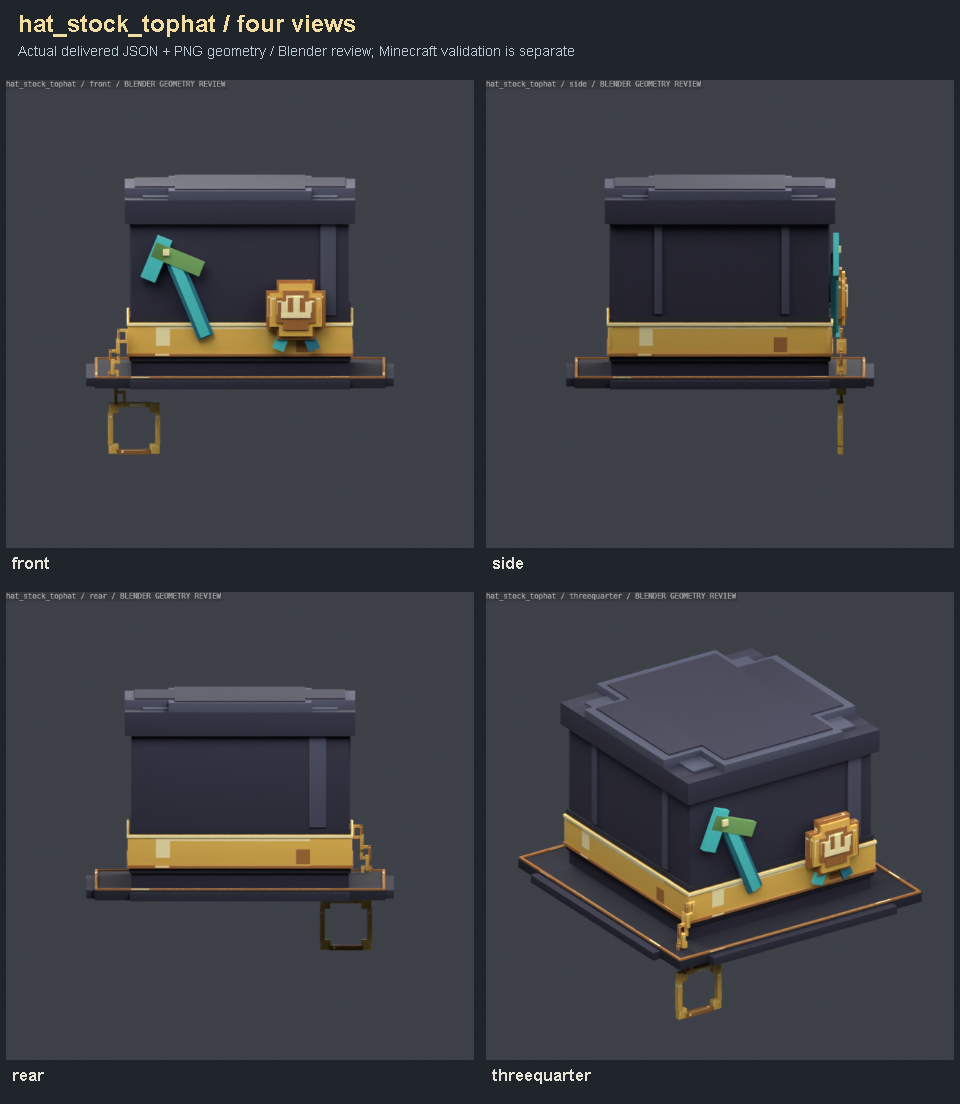 hat_stock_tophat / four views
Actual delivered JSON + PNG geometry / Blender review; Minecraft validation is separate
hat_stock_tophat / front / BLENDER GEOMETRY REVIEW
hat_stock_tophat / side / BLENDER GEOMETRY REVIEW
front
side
hat_stock_tophat / rear / BLENDER GEOMETRY REVIEW
hat_stock_tophat / threequarter / BLENDER GEOMETRY REVIEW
rear
threequarter